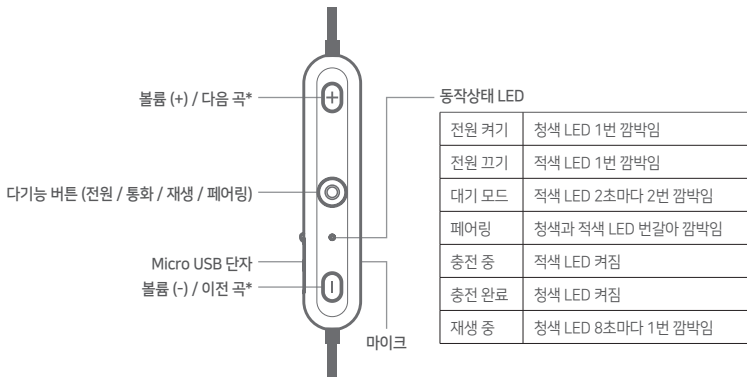 볼륨 (+) / 다음 곡*
다기능 버튼 (전원 / 통화 / 재생 / 페어링)
Micro USB 단자
볼륨 (-) / 이전 곡*
마이크
동작상태 LED
전원 켜기 청색 LED 1번 깜박임
전원 끄기 적색 LED 1번 깜박임
대기 모드 적색 LED 2초마다 2번 깜박임
페어링 청색과 적색 LED 번갈아 깜박임
충전 중 적색 LED 켜짐
충전 완료 청색 LED 켜짐
재생 중 청색 LED 8초마다 1번 깜박임